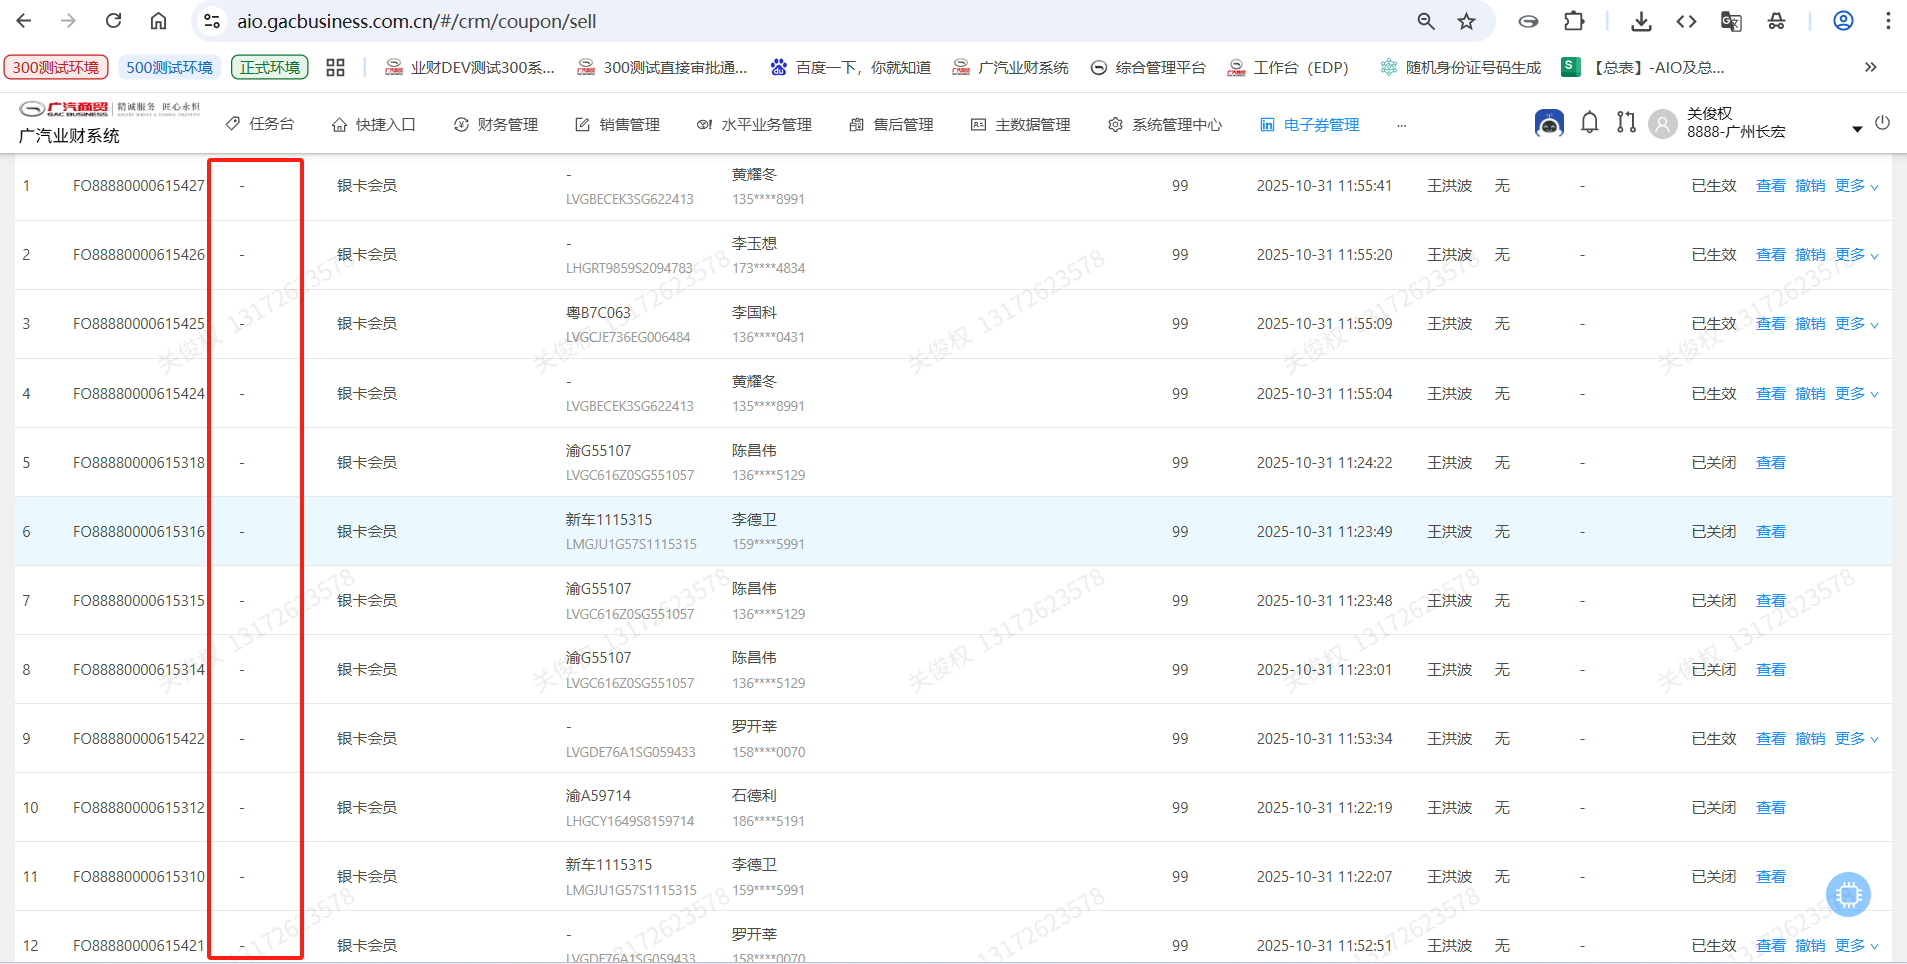 aio.gacbusiness.com.cn/#/crm/coupon/sell
300测试环境 500测试环境 正式环境 业财DEV测试300系... 300测试直接审批通... 百度一下，你就知道 广汽业财系统 综合管理平台 工作台（EDP） 随机身份证号码生成 S 【总表】-AIO及总... »
广汽商贸 GAC BUSINESS 精诚服务 匠心永恒
广汽业财系统
任务台 快捷入口 财务管理 销售管理 水平业务管理 售后管理 主数据管理 系统管理中心 电子券管理 ...
关俊权
8888-广州长宏
1 FO88880000615427 - 银卡会员 - LVGBECEK3SG622413 黄耀冬 135****8991 99 2025-10-31 11:55:41 王洪波 无 - 已生效 查看 撤销 更多
2 FO88880000615426 - 银卡会员 - LHGRT9859S2094783 李玉想 173****4834 99 2025-10-31 11:55:20 王洪波 无 - 已生效 查看 撤销 更多
3 FO88880000615425 - 银卡会员 粤B7C063 LVGCJE736EG006484 李国科 136****0431 99 2025-10-31 11:55:09 王洪波 无 - 已生效 查看 撤销 更多
4 FO88880000615424 - 银卡会员 - LVGBECEK3SG622413 黄耀冬 135****8991 99 2025-10-31 11:55:04 王洪波 无 - 已生效 查看 撤销 更多
5 FO88880000615318 - 银卡会员 渝G55107 LVGC616Z0SG551057 陈昌伟 136****5129 99 2025-10-31 11:24:22 王洪波 无 - 已关闭 查看
6 FO88880000615316 - 银卡会员 新车1115315 LMGJU1G57S1115315 李德卫 159****5991 99 2025-10-31 11:23:49 王洪波 无 - 已关闭 查看
7 FO88880000615315 - 银卡会员 渝G55107 LVGC616Z0SG551057 陈昌伟 136****5129 99 2025-10-31 11:23:48 王洪波 无 - 已关闭 查看
8 FO88880000615314 - 银卡会员 渝G55107 LVGC616Z0SG551057 陈昌伟 136****5129 99 2025-10-31 11:23:01 王洪波 无 - 已关闭 查看
9 FO88880000615422 - 银卡会员 - LVGDE76A1SG059433 罗开莘 158****0070 99 2025-10-31 11:53:34 王洪波 无 - 已生效 查看 撤销 更多
10 FO88880000615312 - 银卡会员 渝A59714 LHGCY1649S8159714 石德利 186****5191 99 2025-10-31 11:22:19 王洪波 无 - 已关闭 查看
11 FO88880000615310 - 银卡会员 新车1115315 LMGJU1G57S1115315 李德卫 159****5991 99 2025-10-31 11:22:07 王洪波 无 - 已关闭 查看
12 FO88880000615421 - 银卡会员 - LVGDE76A1SG059433 罗开莘 158****0070 99 2025-10-31 11:52:51 王洪波 无 - 已生效 查看 撤销 更多
关俊权 13172623578